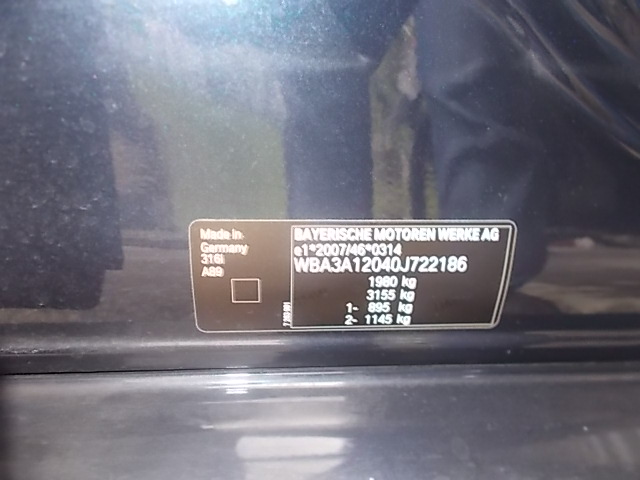 Made in
Germany
316i
A89
BAYERISCHE MOTOREN WERKE AG
e1*2007/46*0314
WBA3A12040J722186
1980 kg
3155 kg
1- 895 kg
2- 1145 kg